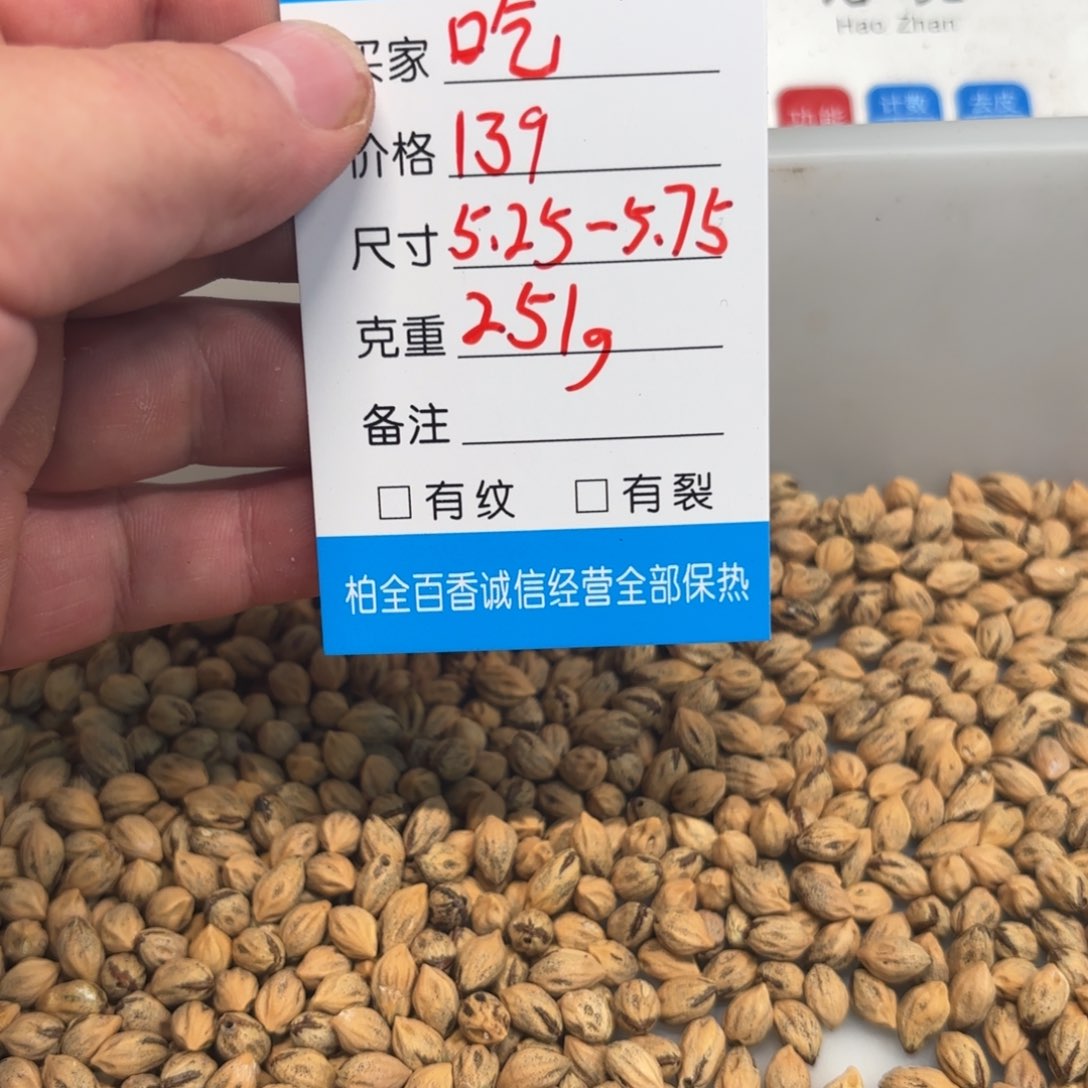 买家 吃
价格 139
尺寸 5.25-5.75
克重 251g
备注
□ 有纹 □ 有裂
柏全百香诚信经营全部保热
Hao Zhan
功能 计数 去皮